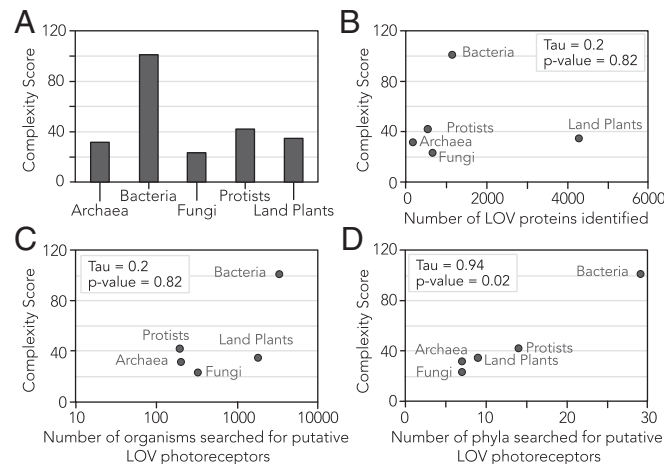 A
Complexity Score
120
80
40
0
Bacteria
Protists
Archaea
Fungi
Land Plants
B
Complexity Score
120
80
40
0
Tau = 0.2
p-value = 0.82
Bacteria
Protists
Land Plants
Archaea
Fungi
0 2000 4000 6000
Number of LOV proteins identified
C
Complexity Score
120
80
40
0
Tau = 0.2
p-value = 0.82
Bacteria
Protists
Land Plants
Archaea
Fungi
10 100 1000 10000
Number of organisms searched for putative
LOV photoreceptors
D
Complexity Score
120
80
40
0
Tau = 0.94
p-value = 0.02
Bacteria
Archaea
Protists
Land Plants
Fungi
0 10 20 30
Number of phyla searched for putative
LOV photoreceptors